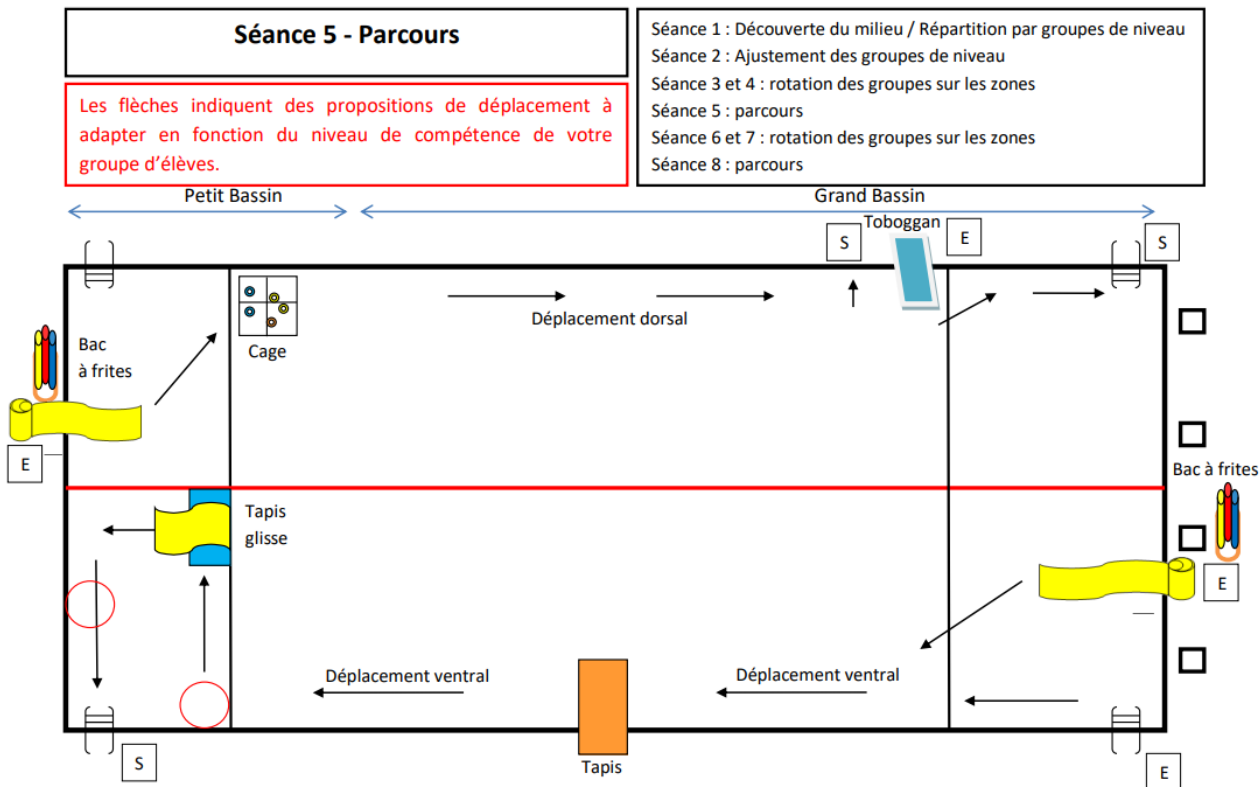 Séance 5 - Parcours
Les flèches indiquent des propositions de déplacement à
adapter en fonction du niveau de compétence de votre
groupe d’élèves.
Séance 1 : Découverte du milieu / Répartition par groupes de niveau
Séance 2 : Ajustement des groupes de niveau
Séance 3 et 4 : rotation des groupes sur les zones
Séance 5 : parcours
Séance 6 et 7 : rotation des groupes sur les zones
Séance 8 : parcours
Petit Bassin
Grand Bassin
Toboggan
S
E
S
Déplacement dorsal
Bac
à frites
Cage
E
Bac à frites
Tapis
glisse
E
Déplacement ventral
Déplacement ventral
S
Tapis
E